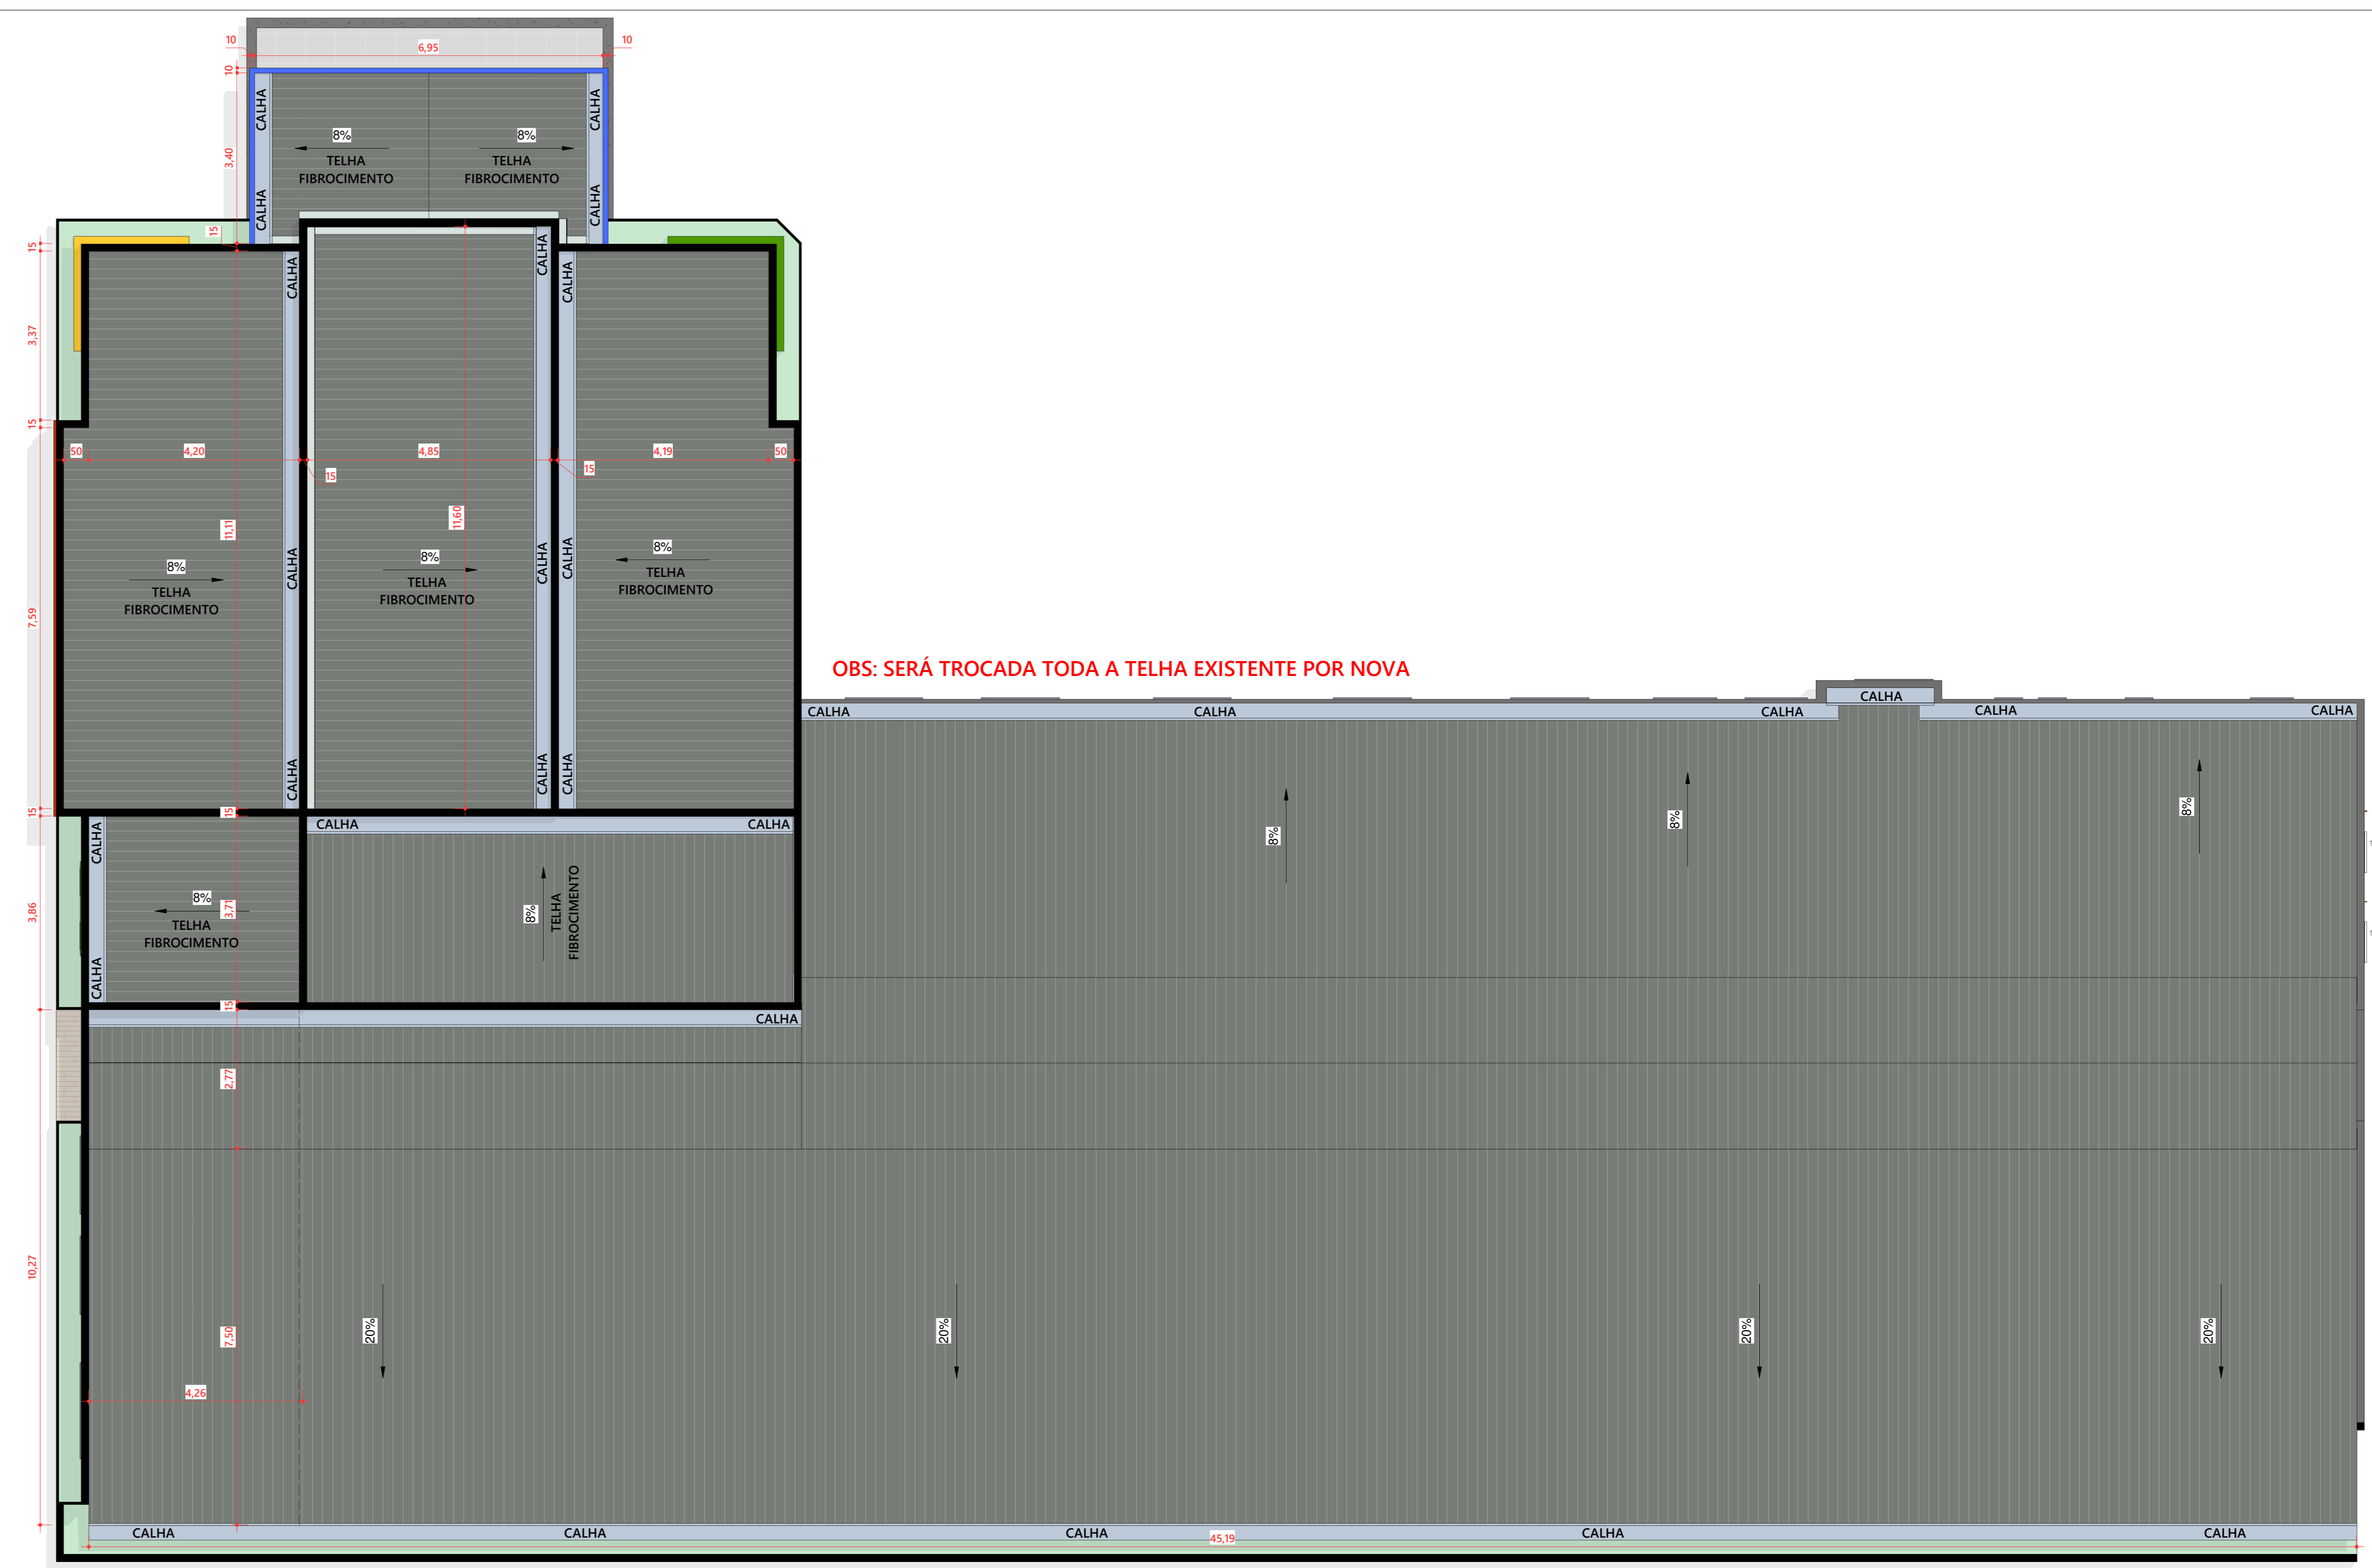 10
6,95
10
10
CALHA
CALHA
8%
8%
3,40
TELHA
FIBROCIMENTO
TELHA
FIBROCIMENTO
CALHA
CALHA
15
15
CALHA
CALHA
CALHA
3,37
15
50
4,20
4,85
4,19
50
15
15
11,11
11,60
8%
TELHA
FIBROCIMENTO
CALHA
8%
TELHA
FIBROCIMENTO
CALHA
CALHA
8%
TELHA
FIBROCIMENTO
7,59
OBS: SERÁ TROCADA TODA A TELHA EXISTENTE POR NOVA
CALHA
CALHA
CALHA
CALHA
CALHA
CALHA
CALHA
CALHA
CALHA
15
15
CALHA
CALHA
CALHA
8%
8%
8%
3,86
8%
3,71
TELHA
FIBROCIMENTO
8%
TELHA
FIBROCIMENTO
CALHA
15
CALHA
2,77
10,27
7,50
20%
20%
20%
20%
4,26
CALHA
CALHA
CALHA
45,19
CALHA
CALHA